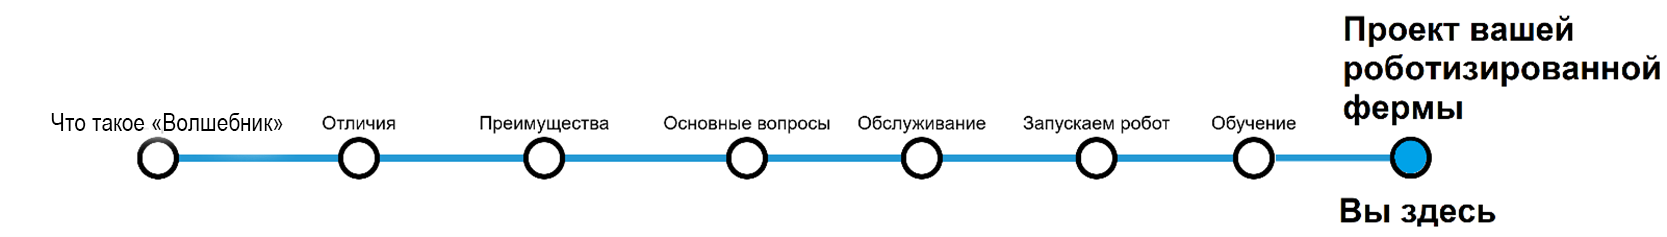 Что такое «Волшебник»
Отличия
Преимущества
Основные вопросы
Обслуживание
Запускаем робот
Обучение
Проект вашей
роботизированной
фермы
Вы здесь